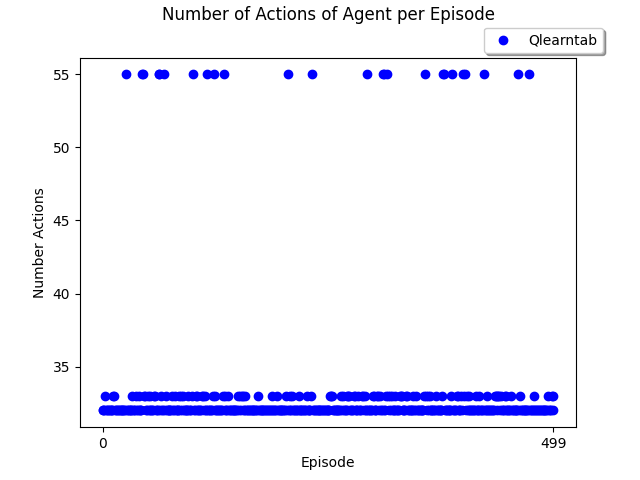 Number of Actions of Agent per Episode
Qlearntab
55
50
45
40
35
Number Actions
0
499
Episode